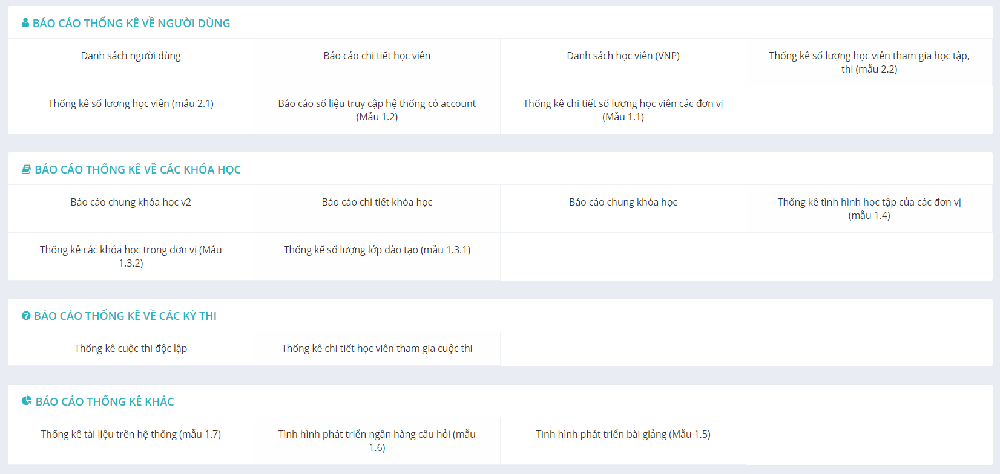 BÁO CÁO THỐNG KÊ VỀ NGƯỜI DÙNG
Danh sách người dùng
Báo cáo chi tiết học viên
Danh sách học viên (VNP)
Thống kê số lượng học viên tham gia học tập,
thi (mẫu 2.2)
Thống kê số lượng học viên (mẫu 2.1)
Báo cáo số liệu truy cập hệ thống có account
(Mẫu 1.2)
Thống kê chi tiết số lượng học viên các đơn vị
(Mẫu 1.1)
BÁO CÁO THỐNG KÊ VỀ CÁC KHÓA HỌC
Báo cáo chung khóa học v2
Báo cáo chi tiết khóa học
Báo cáo chung khóa học
Thống kê tình hình học tập của các đơn vị
(mẫu 1.4)
Thống kê các khóa học trong đơn vị (Mẫu
1.3.2)
Thống kế số lượng lớp đào tạo (mẫu 1.3.1)
BÁO CÁO THỐNG KÊ VỀ CÁC KỲ THI
Thống kê cuộc thi độc lập
Thống kê chi tiết học viên tham gia cuộc thi
BÁO CÁO THỐNG KÊ KHÁC
Thống kê tài liệu trên hệ thống (mẫu 1.7)
Tình hình phát triển ngân hàng câu hỏi (mẫu
1.6)
Tình hình phát triển bài giảng (Mẫu 1.5)